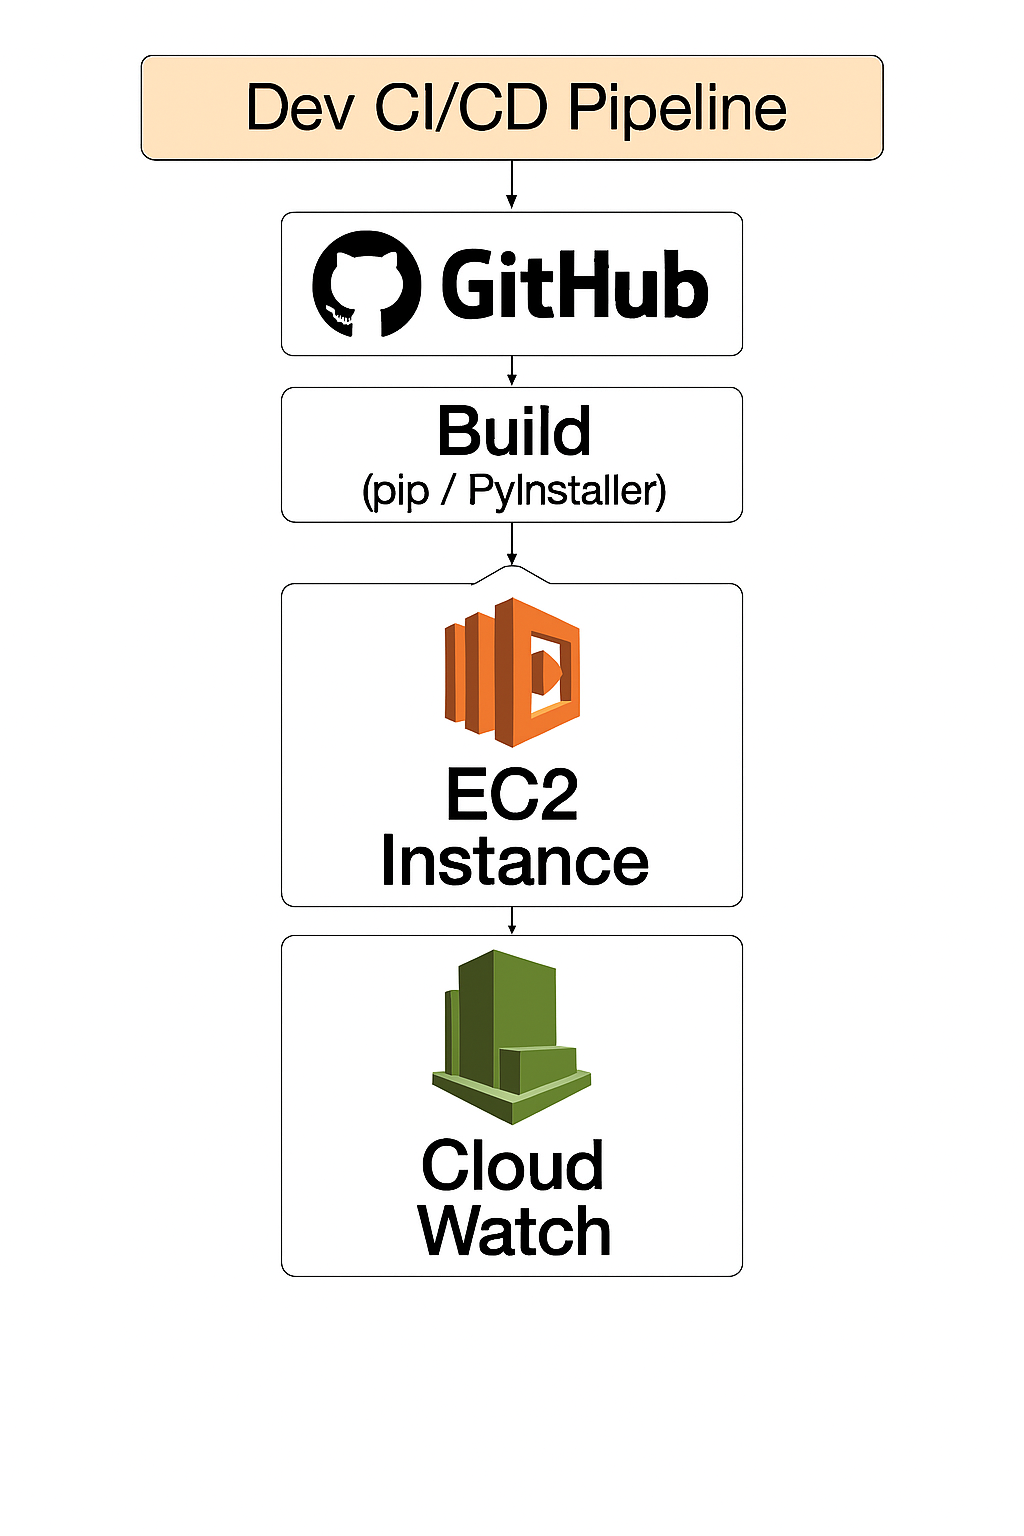 Dev CI/CD Pipeline
GitHub
Build
(pip / PyInstaller)
EC2
Instance
Cloud
Watch